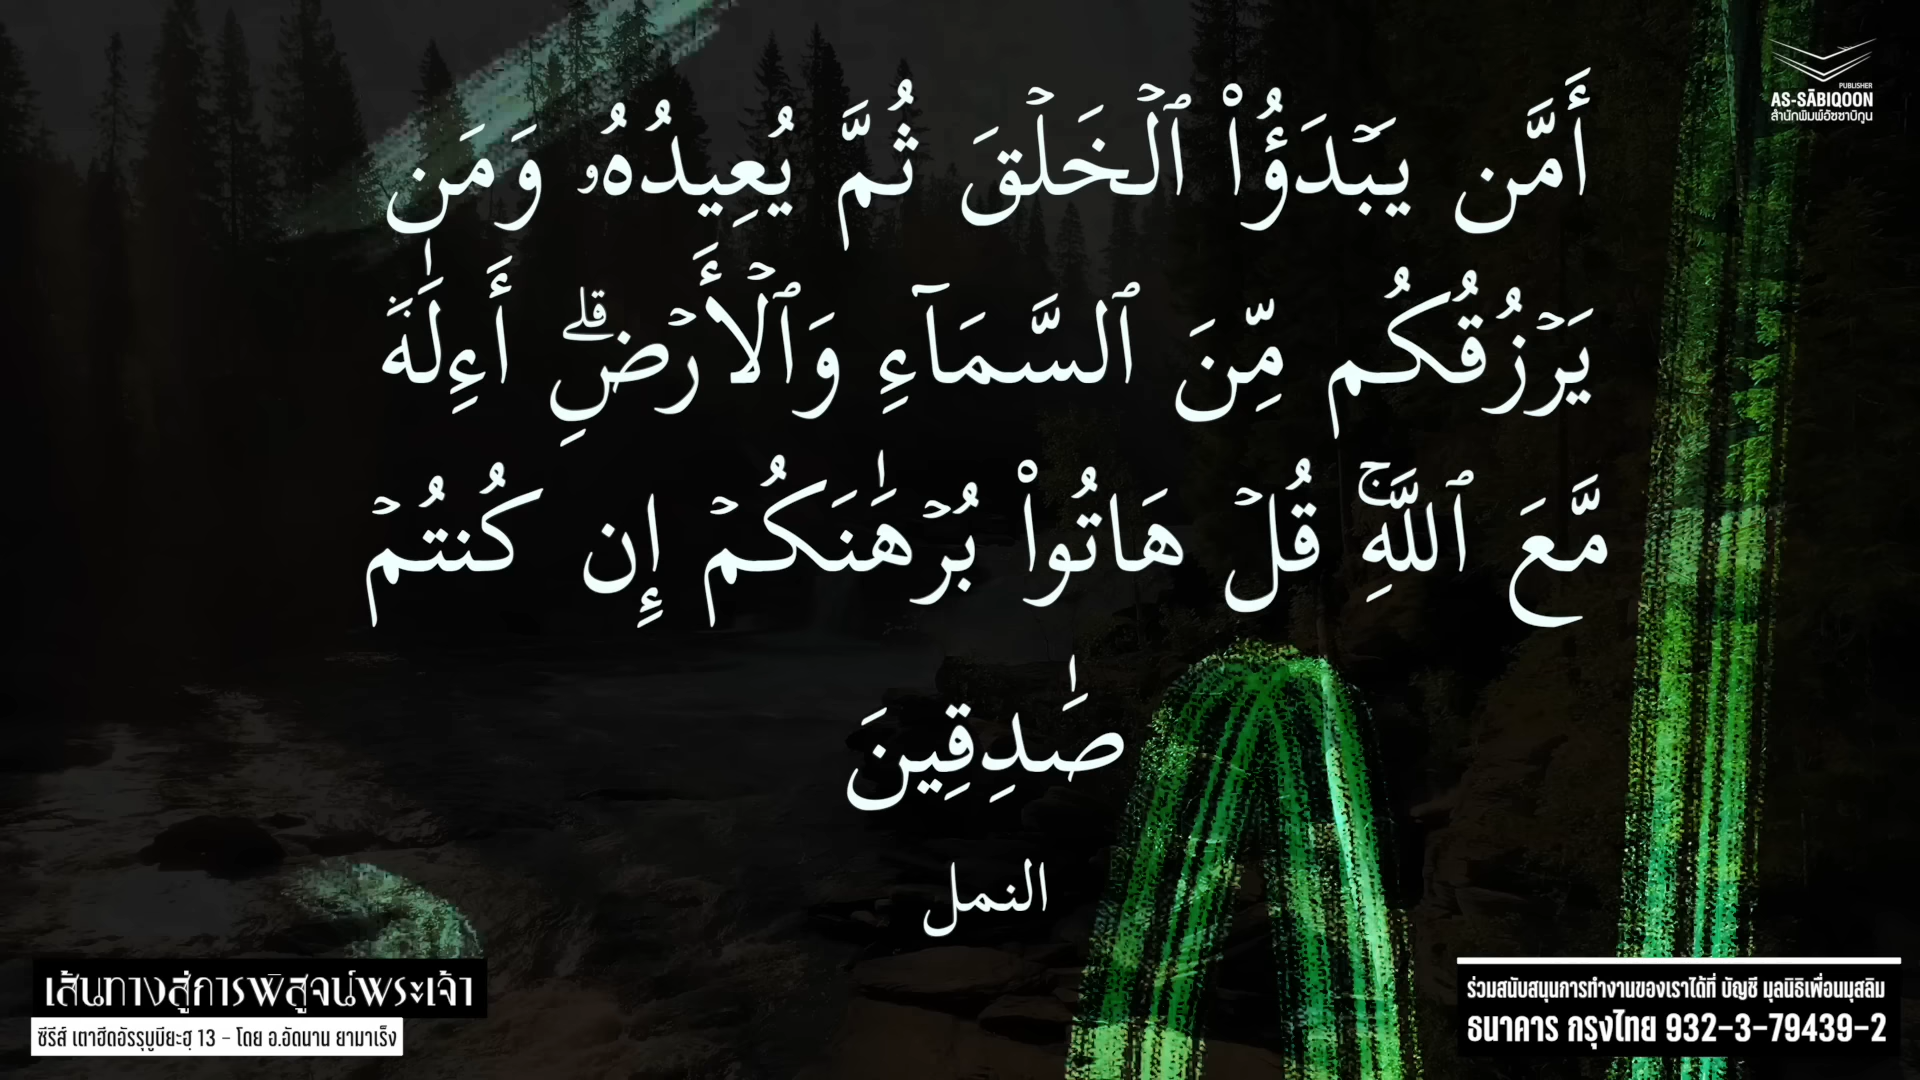 PUBLISHER
AS-SĀBIQOON
สำนักพิมพ์อัซซาบิกูน
أَمَّن يَبۡدَؤُاْ ٱلۡخَلۡقَ ثُمَّ يُعِيدُهُۥ وَمَن
يَرۡزُقُكُم مِّنَ ٱلسَّمَآءِ وَٱلۡأَرۡضِۗ أَءِلَٰهٞ
مَّعَ ٱللَّهِۚ قُلۡ هَاتُواْ بُرۡهَٰنَكُمۡ إِن كُنتُمۡ
صَٰدِقِينَ
النمل
เส้นทางสู่การพิสูจน์พระเจ้า
ซีรีส์ เตาฮีดอัรรุบูบียะฮฺ 13 - โดย อ.อัดนาน ยามาเร็ง
ร่วมสนับสนุนการทำงานของเราได้ที่ บัญชี มุลนิธิเพื่อนมุสลิม
ธนาคาร กรุงไทย 932-3-79439-2